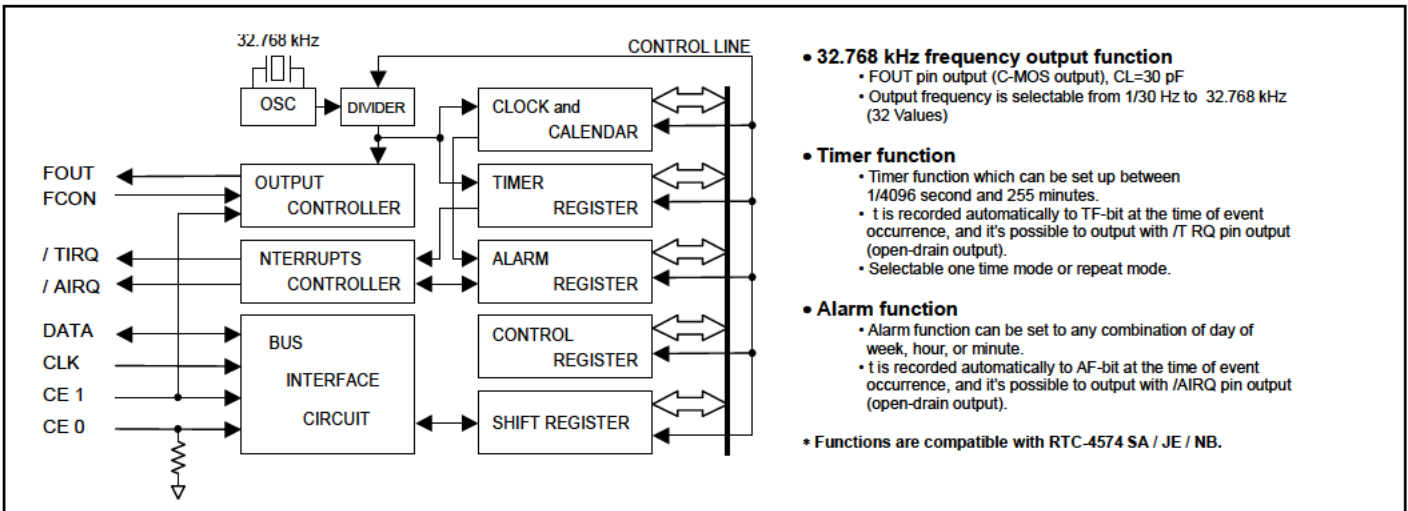 32.768 kHz
CONTROL LINE
OSC
DIVIDER
CLOCK and
CALENDAR
FOUT
FCON
OUTPUT
CONTROLLER
TIMER
REGISTER
/ TIRQ
/ AIRQ
NTERRUPTS
CONTROLLER
ALARM
REGISTER
DATA
CLK
CE 1
CE 0
BUS
INTERFACE
CIRCUIT
CONTROL
REGISTER
SHIFT REGISTER
• 32.768 kHz frequency output function
• FOUT pin output (C-MOS output), CL=30 pF
• Output frequency is selectable from 1/30 Hz to 32.768 kHz
(32 Values)
• Timer function
• Timer function which can be set up between
1/4096 second and 255 minutes.
• t is recorded automatically to TF-bit at the time of event
occurrence, and it's possible to output with /T RQ pin output
(open-drain output).
• Selectable one time mode or repeat mode.
• Alarm function
• Alarm function can be set to any combination of day of
week, hour, or minute.
• t is recorded automatically to AF-bit at the time of event
occurrence, and it's possible to output with /AIRQ pin output
(open-drain output).
* Functions are compatible with RTC-4574 SA / JE / NB.